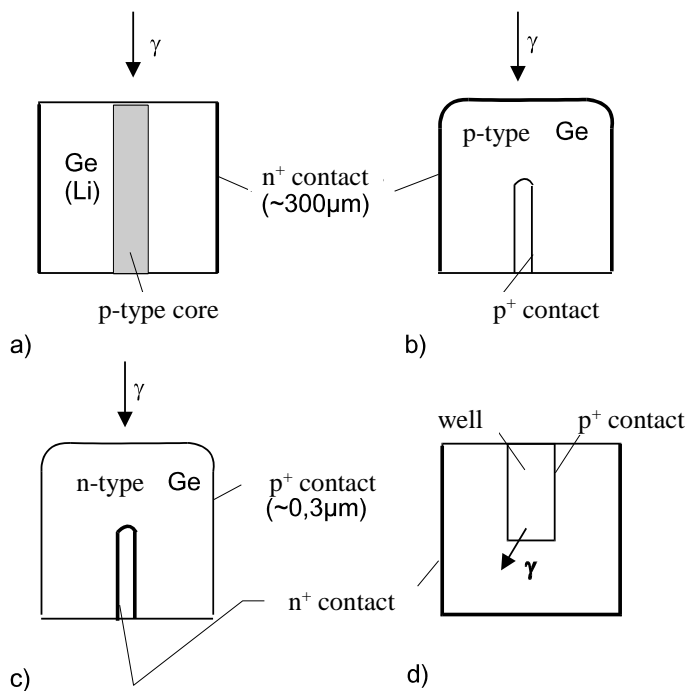 γ
Ge
(Li)
n⁺ contact
(~300μm)
p-type core
a)
γ
p-type Ge
p⁺ contact
b)
γ
n-type Ge
p⁺ contact
(~0,3μm)
n⁺ contact
c)
well
p⁺ contact
γ
d)